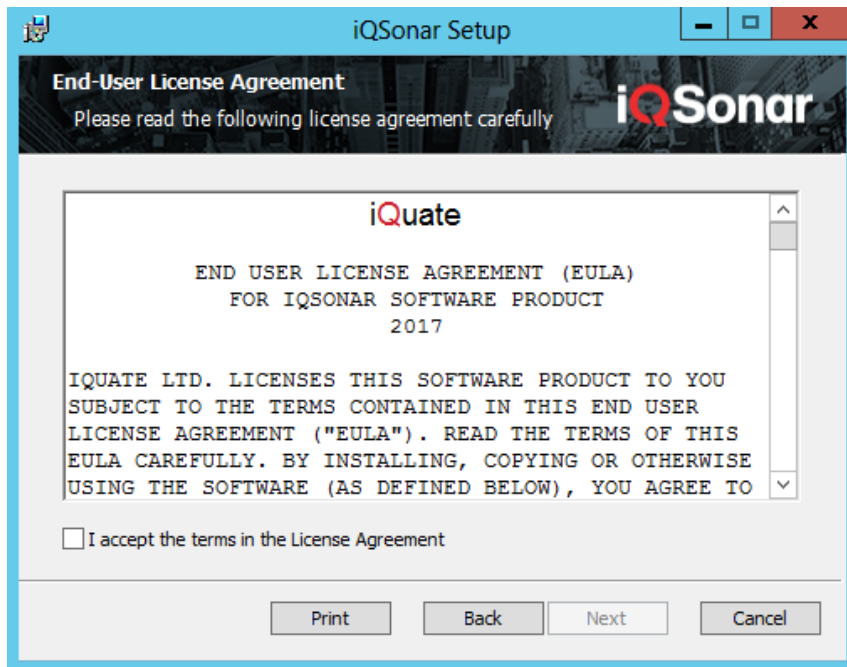 iQSonar Setup
End-User License Agreement
Please read the following license agreement carefully
iQSonar
iQuate
END USER LICENSE AGREEMENT (EULA)
FOR IQSONAR SOFTWARE PRODUCT
2017
IQUATE LTD. LICENSES THIS SOFTWARE PRODUCT TO YOU
SUBJECT TO THE TERMS CONTAINED IN THIS END USER
LICENSE AGREEMENT ("EULA"). READ THE TERMS OF THIS
EULA CAREFULLY. BY INSTALLING, COPYING OR OTHERWISE
USING THE SOFTWARE (AS DEFINED BELOW), YOU AGREE TO
I accept the terms in the License Agreement
Print Back Next Cancel